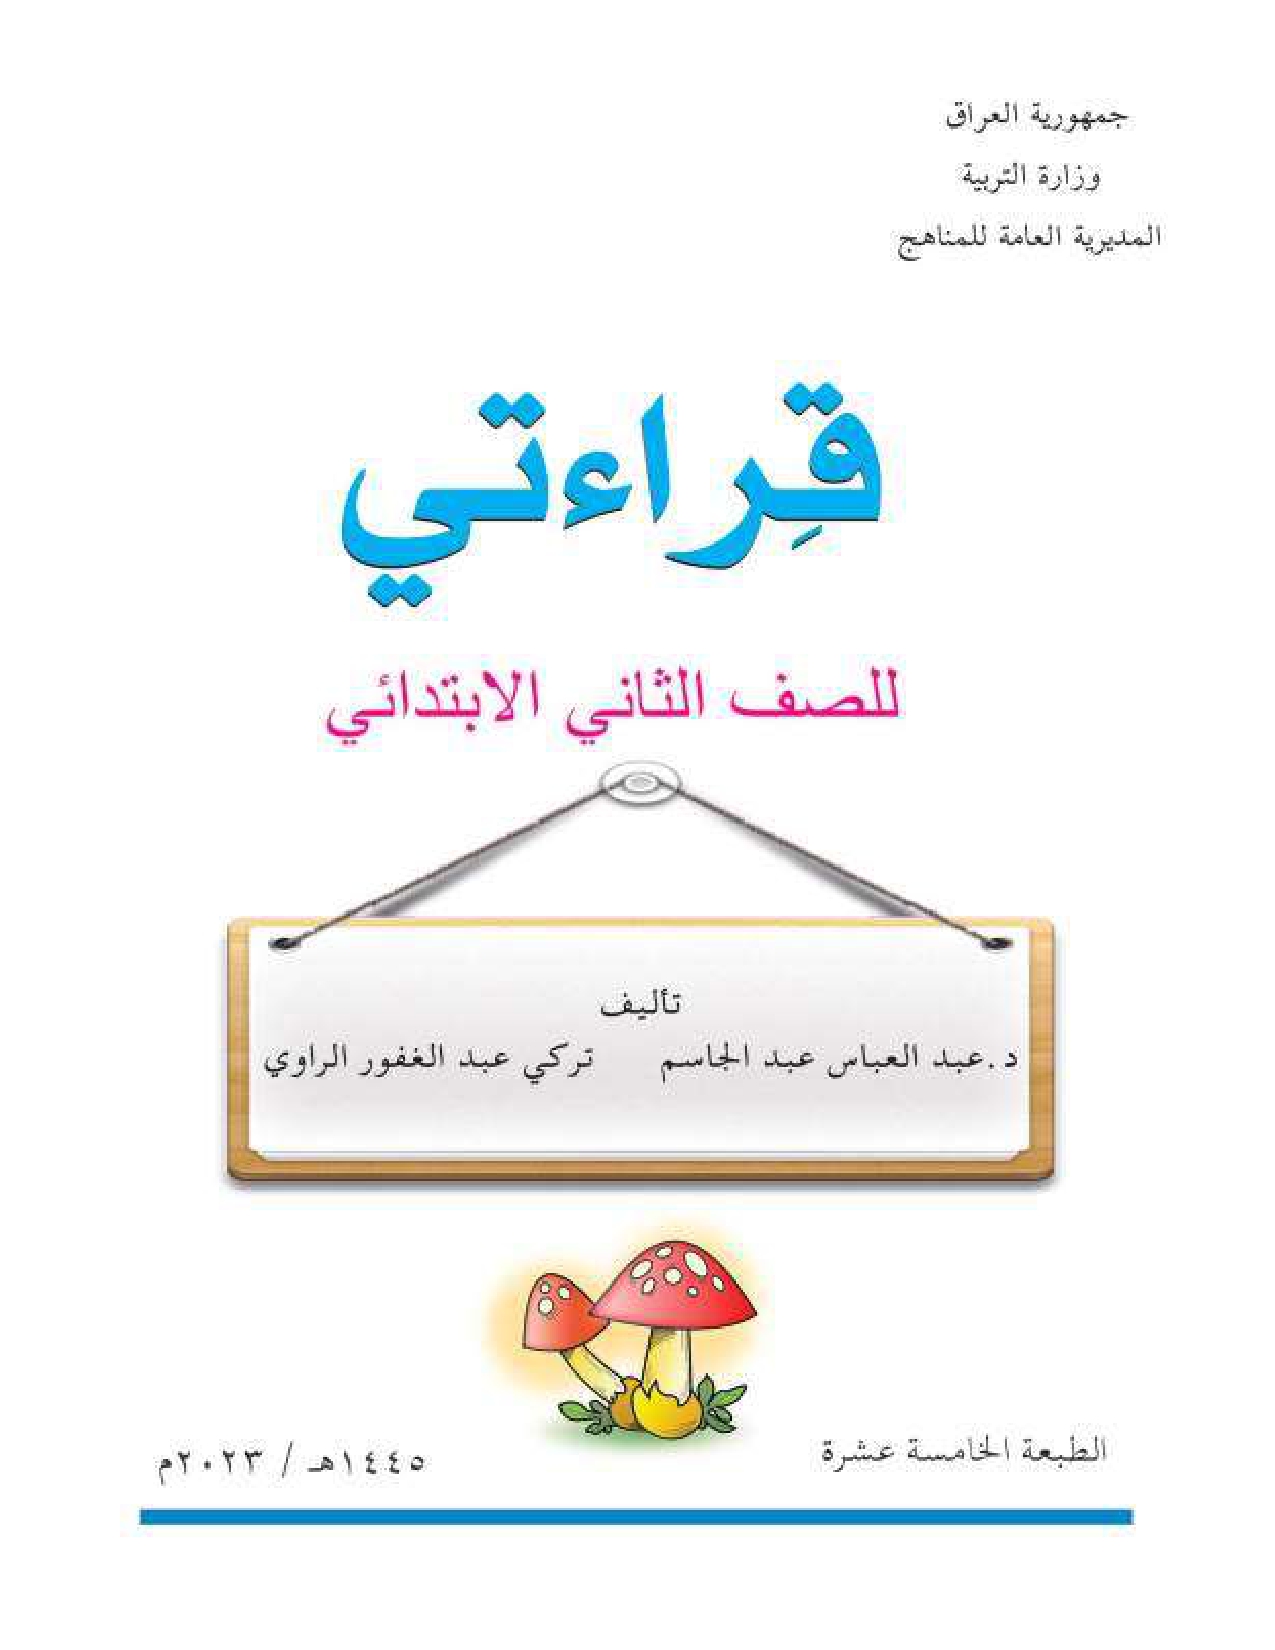 جمهورية العراق
وزارة التربية
المديرية العامة للمناهج
قِراءتي
للصف الثاني الابتدائي
تأليف
د.عبد العباس عبد الجاسم تركي عبد الغفور الراوي
الطبعة الخامسة عشرة ١٤٤٥هـ / ٢٠٢٣م